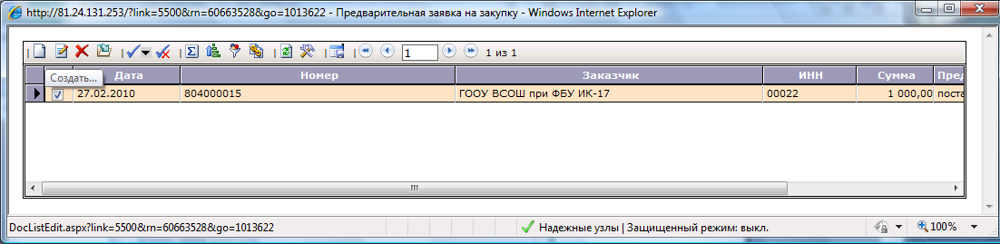 http://81.24.131.253/?link=5500&rn=60663528&go=1013622 - Предварительная заявка на закупку - Windows Internet Explorer
1 1 из 1
Дата Номер Заказчик ИНН Сумма Пред
Создать...
27.02.2010 804000015 ГООУ ВСОШ при ФБУ ИК-17 00022 1 000,00 поста
DocListEdit.aspx?link=5500&rn=60663528&go=1013622 Надежные узлы | Защищенный режим: выкл. 100%